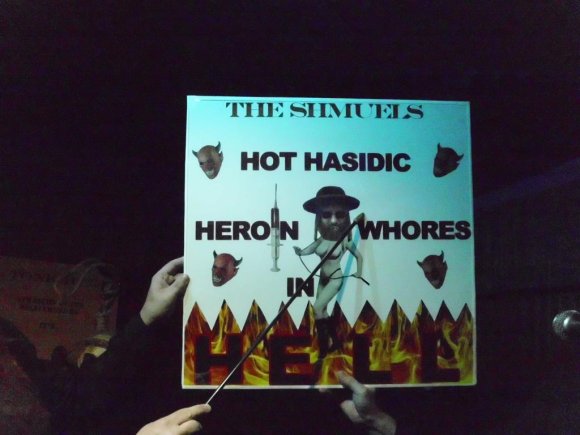 THE SHMUELS
HOT HASIDIC
HEROIN WHORES
IN
HELL